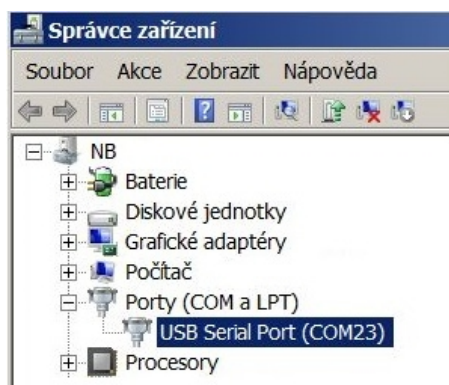 Správce zařízení
Soubor Akce Zobrazit Nápověda
NB
Baterie
Diskové jednotky
Grafické adaptéry
Počítač
Porty (COM a LPT)
USB Serial Port (COM23)
Procesory